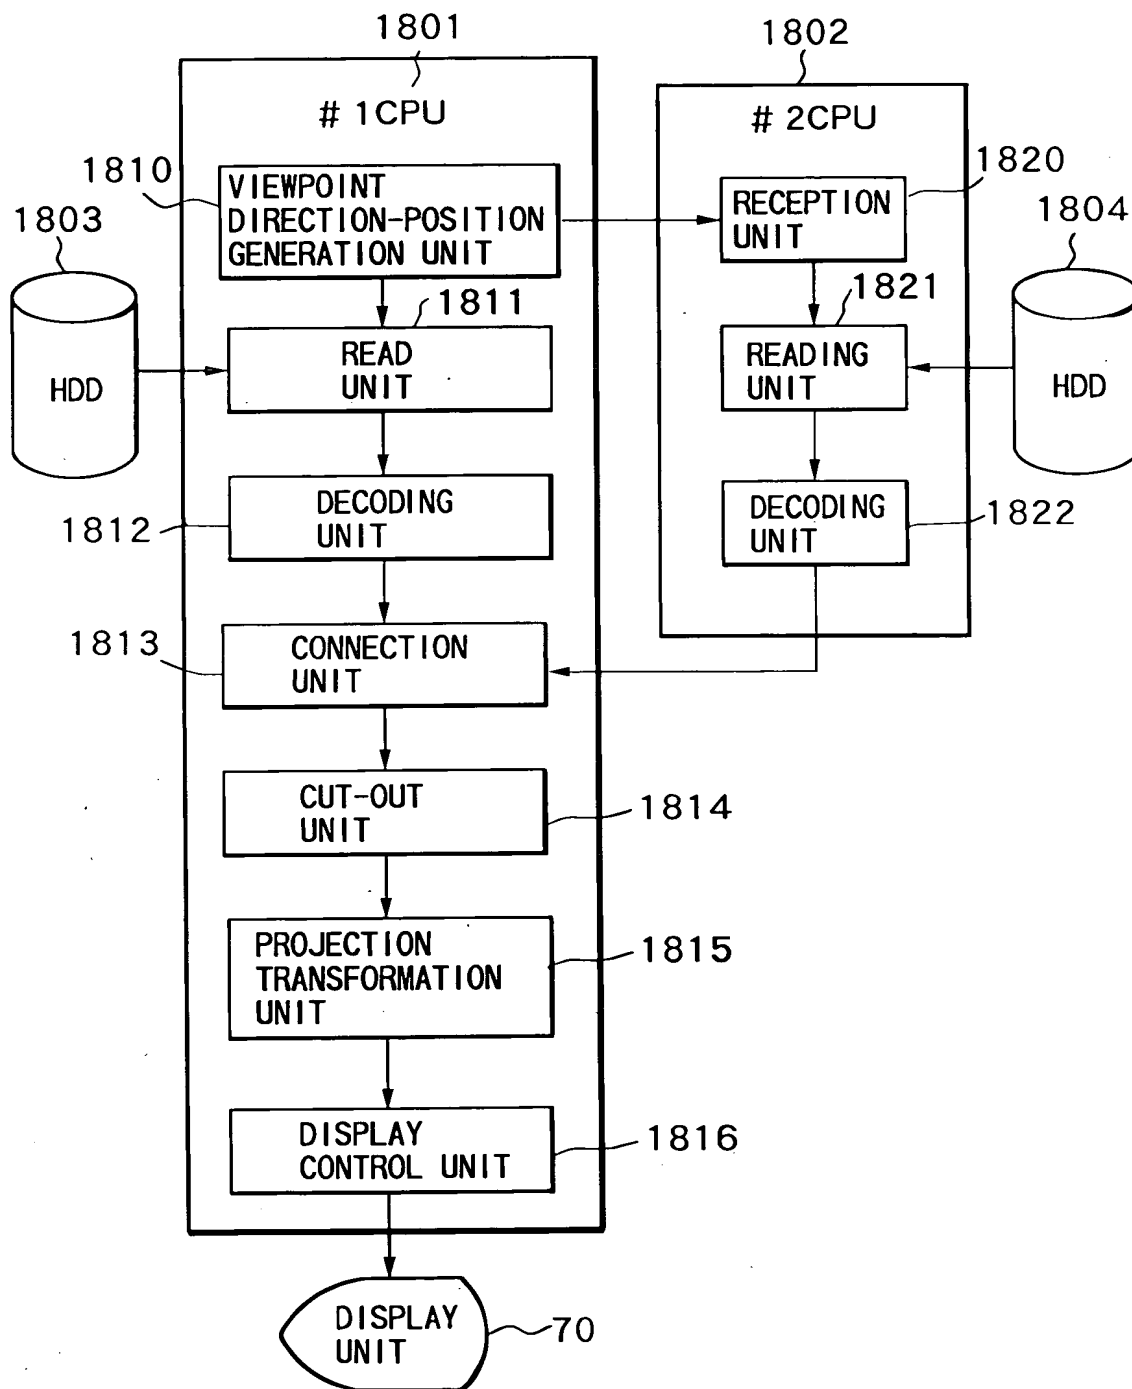 1801
1802
# 1CPU
# 2CPU
1810
VIEWPOINT
DIRECTION-POSITION
GENERATION UNIT
1820
RECEPTION
UNIT
1803
1804
1811
READ
UNIT
1821
READING
UNIT
HDD
HDD
1812
DECODING
UNIT
DECODING
UNIT
1822
1813
CONNECTION
UNIT
CUT-OUT
UNIT
1814
PROJECTION
TRANSFORMATION
UNIT
1815
DISPLAY
CONTROL UNIT
1816
DISPLAY
UNIT
70